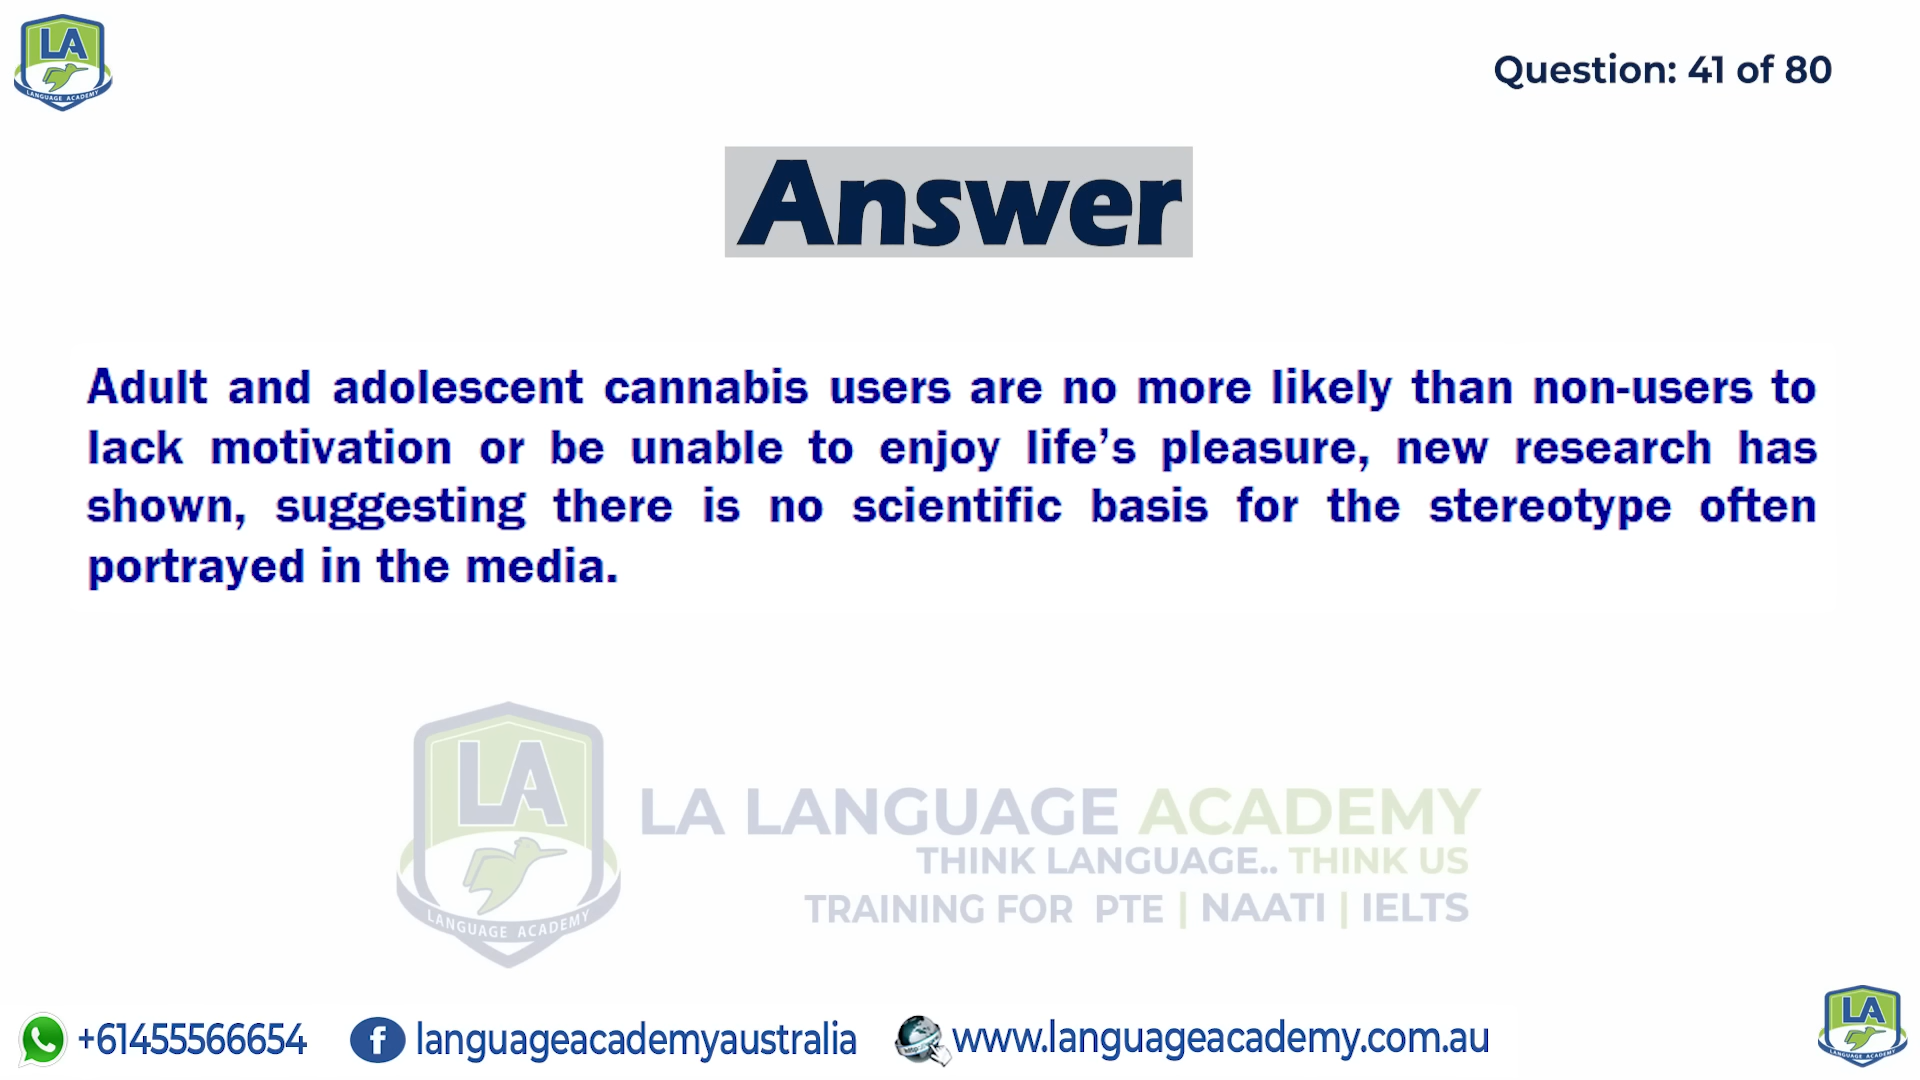 LA
LANGUAGE ACADEMY
Question: 41 of 80
Answer
Adult and adolescent cannabis users are no more likely than non-users to
lack motivation or be unable to enjoy life’s pleasure, new research has
shown, suggesting there is no scientific basis for the stereotype often
portrayed in the media.
LA
LANGUAGE ACADEMY
LA LANGUAGE ACADEMY
THINK LANGUAGE.. THINK US
TRAINING FOR PTE | NAATI | IELTS
+61455566654
f languageacademyaustralia
http www.languageacademy.com.au
LA
LANGUAGE ACADEMY